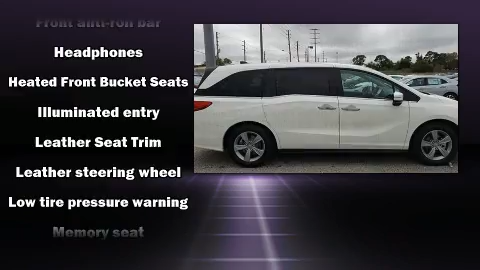 Front anti-roll bar
Headphones
Heated Front Bucket Seats
Illuminated entry
Leather Seat Trim
Leather steering wheel
Low tire pressure warning
Memory seat